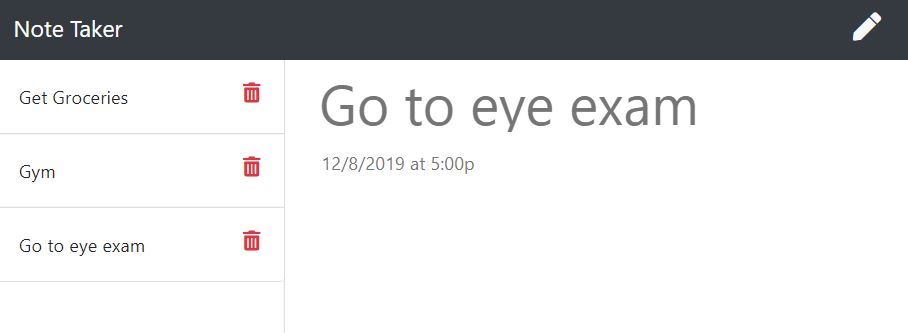 Note Taker
Get Groceries
Gym
Go to eye exam
Go to eye exam
12/8/2019 at 5:00p